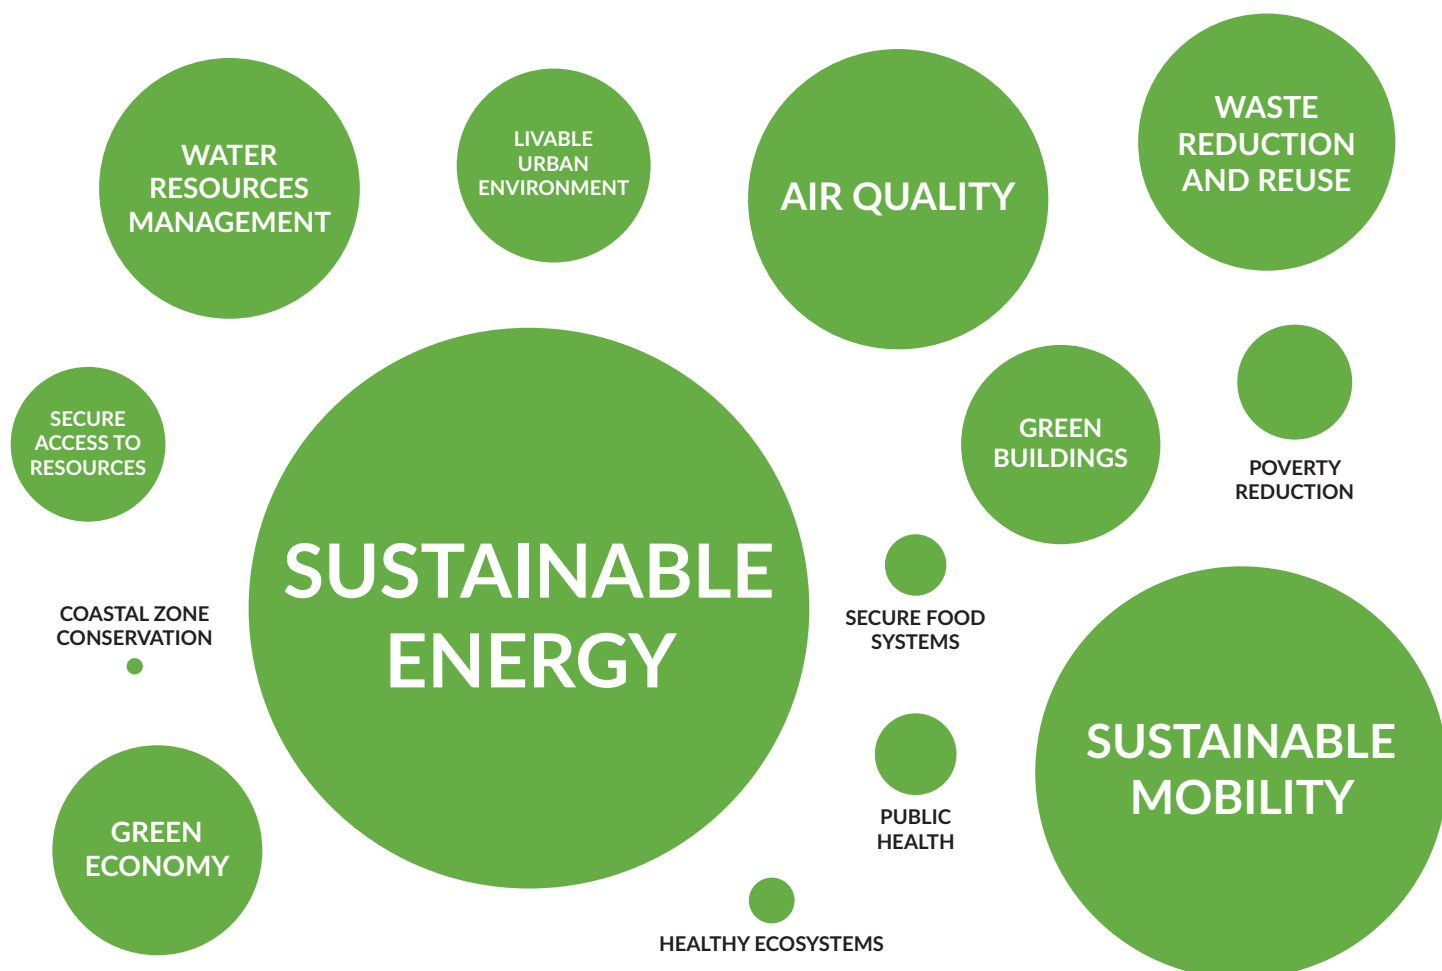 WATER
RESOURCES
MANAGEMENT
LIVABLE
URBAN
ENVIRONMENT
AIR QUALITY
WASTE
REDUCTION
AND REUSE
SECURE
ACCESS TO
RESOURCES
GREEN
BUILDINGS
POVERTY
REDUCTION
SUSTAINABLE
ENERGY
COASTAL ZONE
CONSERVATION
SECURE FOOD
SYSTEMS
SUSTAINABLE
MOBILITY
GREEN
ECONOMY
PUBLIC
HEALTH
HEALTHY ECOSYSTEMS